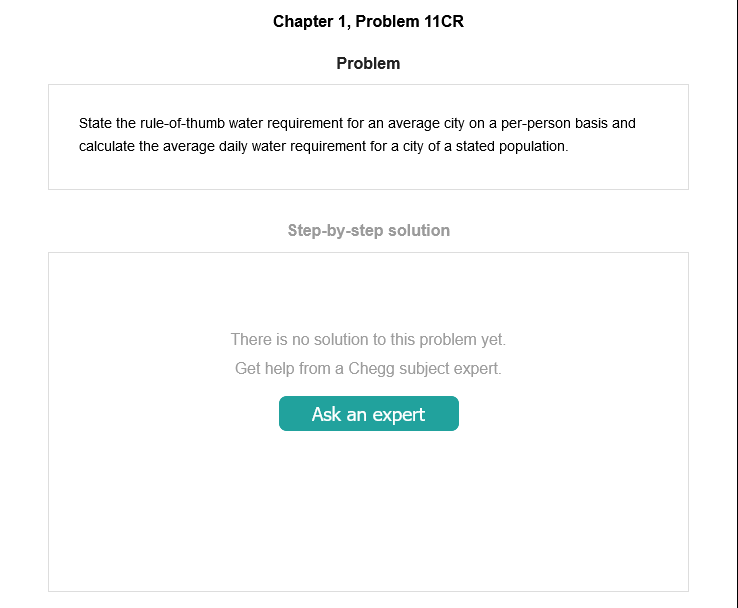 Chapter 1, Problem 11CR
Problem
State the rule-of-thumb water requirement for an average city on a per-person basis and
calculate the average daily water requirement for a city of a stated population.
Step-by-step solution
There is no solution to this problem yet.
Get help from a Chegg subject expert.
Ask an expert